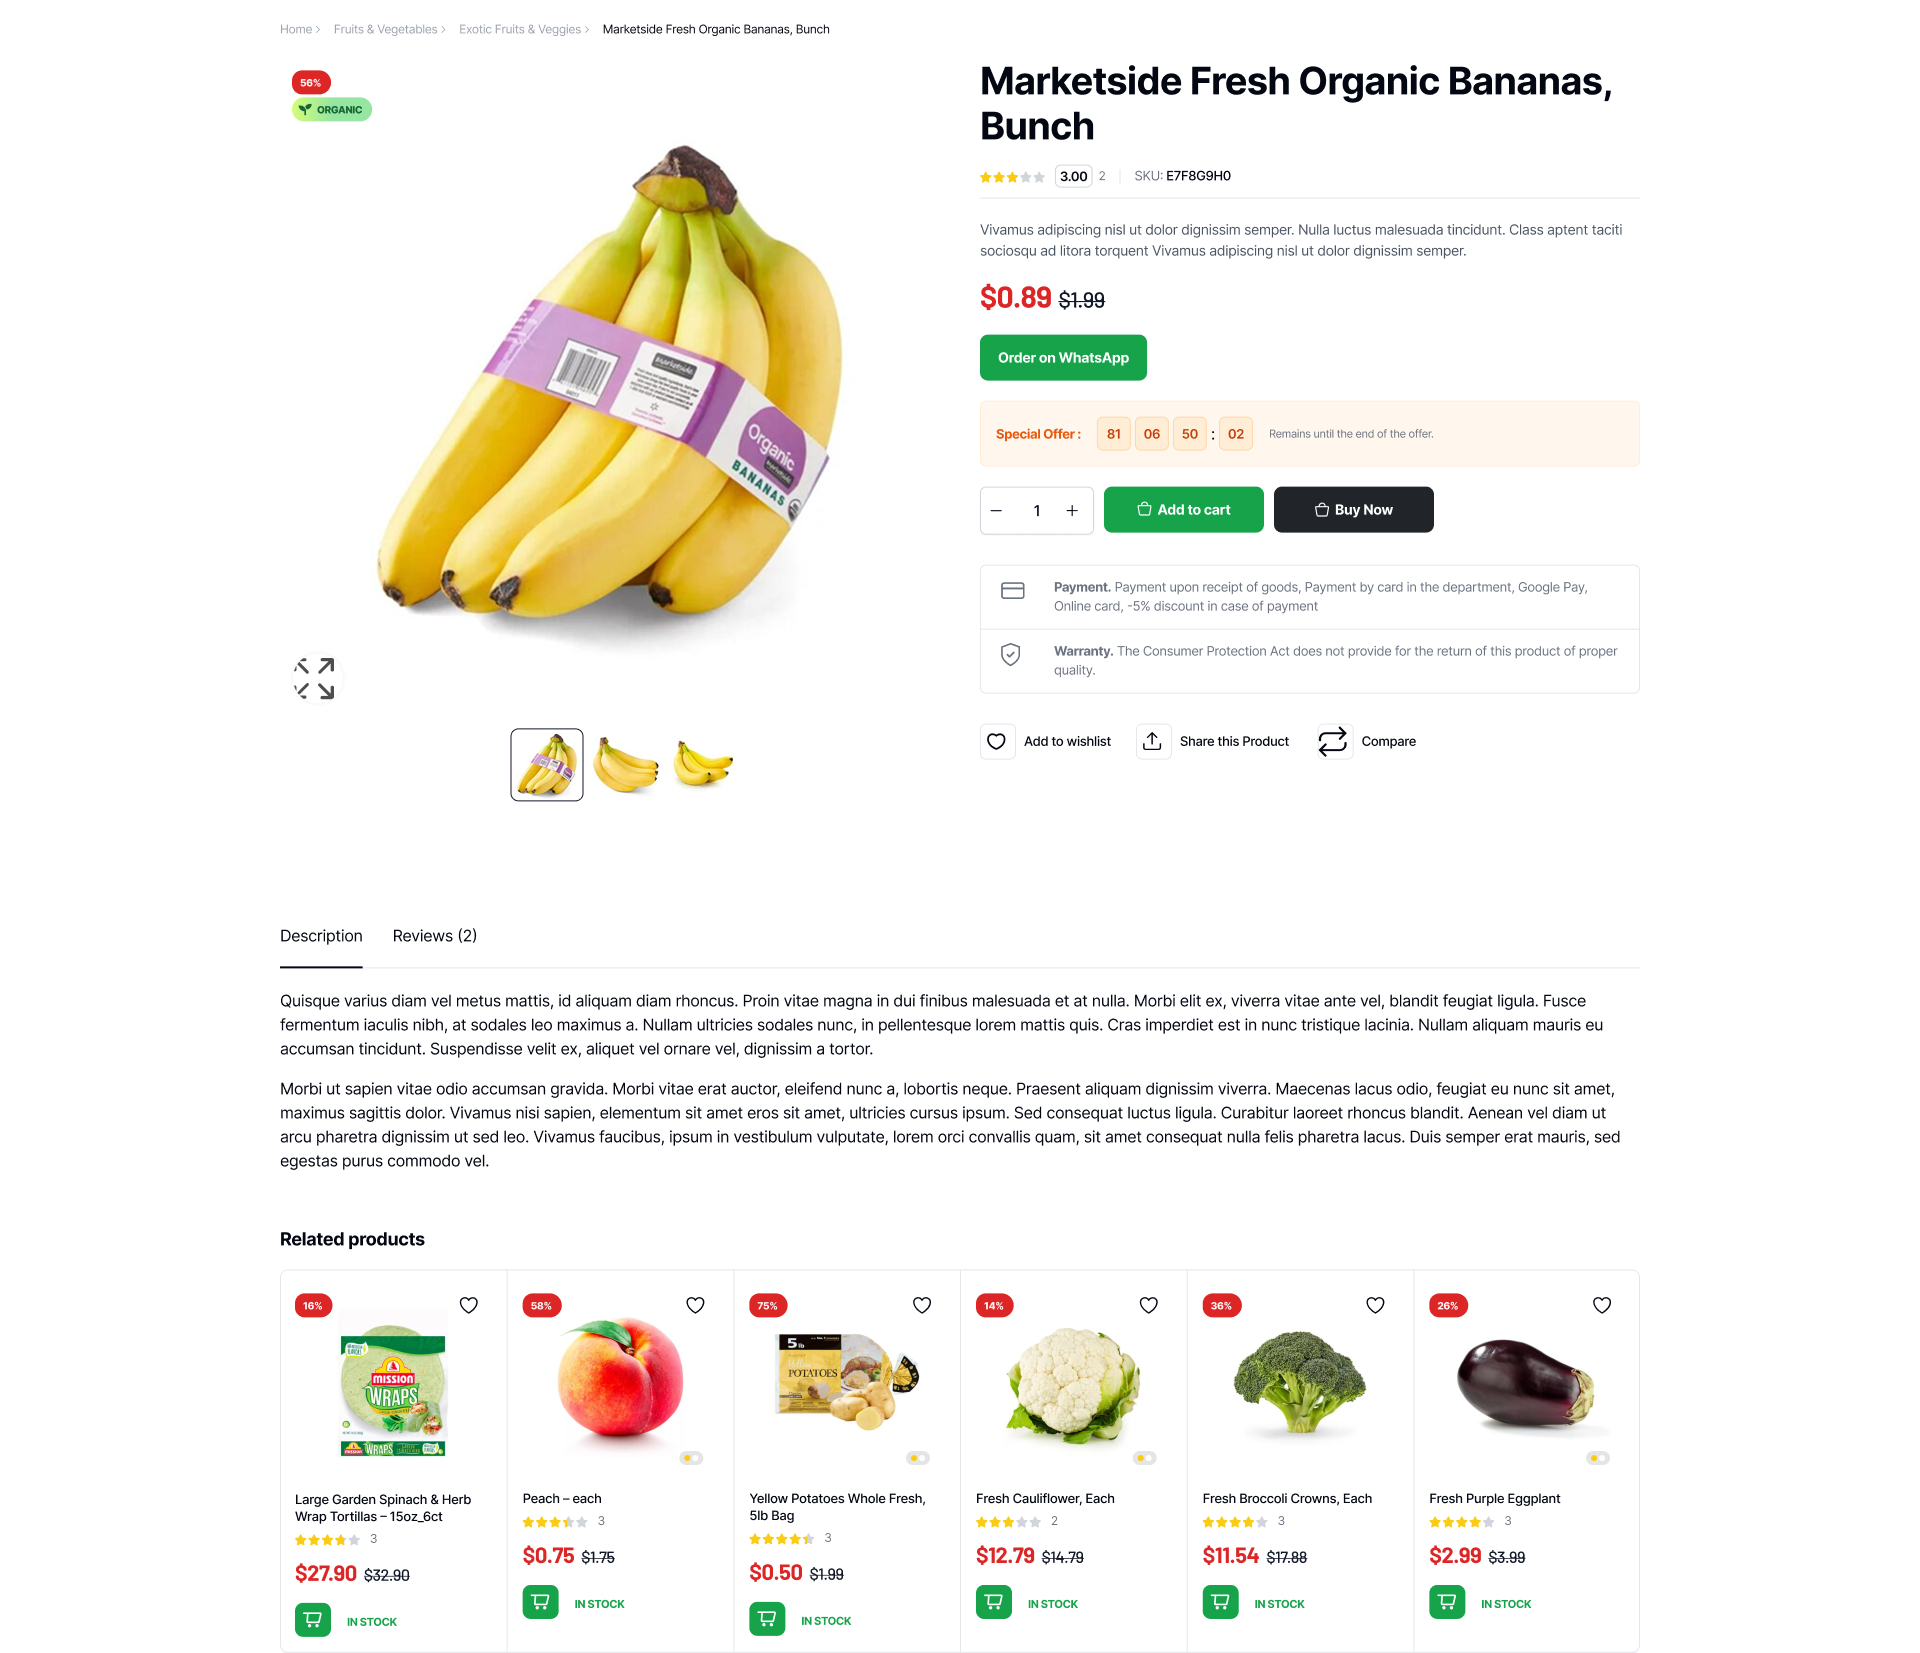 Home
Fruits & Vegetables
Exotic Fruits & Veggies
Marketside Fresh Organic Bananas, Bunch
56%
ORGANIC
Marketside
Organic
BANANAS
Marketside Fresh Organic Bananas,
Bunch
3.00 2
SKU: E7F8G9H0
Vivamus adipiscing nisl ut dolor dignissim semper. Nulla luctus malesuada tincidunt. Class aptent taciti
sociosqu ad litora torquent Vivamus adipiscing nisl ut dolor dignissim semper.
$0.89 $1.99
Order on WhatsApp
Special Offer : 81 06 50 : 02 Remains until the end of the offer.
− 1 +
Add to cart
Buy Now
Payment. Payment upon receipt of goods, Payment by card in the department, Google Pay,
Online card, -5% discount in case of payment
Warranty. The Consumer Protection Act does not provide for the return of this product of proper
quality.
Add to wishlist
Share this Product
Compare
Description
Reviews (2)
Quisque varius diam vel metus mattis, id aliquam diam rhoncus. Proin vitae magna in dui finibus malesuada et at nulla. Morbi elit ex, viverra vitae ante vel, blandit feugiat ligula. Fusce
fermentum iaculis nibh, at sodales leo maximus a. Nullam ultricies sodales nunc, in pellentesque lorem mattis quis. Cras imperdiet est in nunc tristique lacinia. Nullam aliquam mauris eu
accumsan tincidunt. Suspendisse velit ex, aliquet vel ornare vel, dignissim a tortor.
Morbi ut sapien vitae odio accumsan gravida. Morbi vitae erat auctor, eleifend nunc a, lobortis neque. Praesent aliquam dignissim viverra. Maecenas lacus odio, feugiat eu nunc sit amet,
maximus sagittis dolor. Vivamus nisi sapien, elementum sit amet eros sit amet, ultricies cursus ipsum. Sed consequat luctus ligula. Curabitur laoreet rhoncus blandit. Aenean vel diam ut
arcu pharetra dignissim ut sed leo. Vivamus faucibus, ipsum in vestibulum vulputate, lorem orci convallis quam, sit amet consequat nulla felis pharetra lacus. Duis semper erat mauris, sed
egestas purus commodo vel.
Related products
16%
MISSION
WRAPS
WRAPS
Large Garden Spinach & Herb
Wrap Tortillas – 15oz_6ct
3
$27.90 $32.90
IN STOCK
58%
Peach – each
3
$0.75 $1.75
IN STOCK
75%
5 lb
POTATOES
Yellow Potatoes Whole Fresh,
5lb Bag
3
$0.50 $1.99
IN STOCK
14%
Fresh Cauliflower, Each
2
$12.79 $14.79
IN STOCK
36%
Fresh Broccoli Crowns, Each
3
$11.54 $17.88
IN STOCK
26%
Fresh Purple Eggplant
3
$2.99 $3.99
IN STOCK